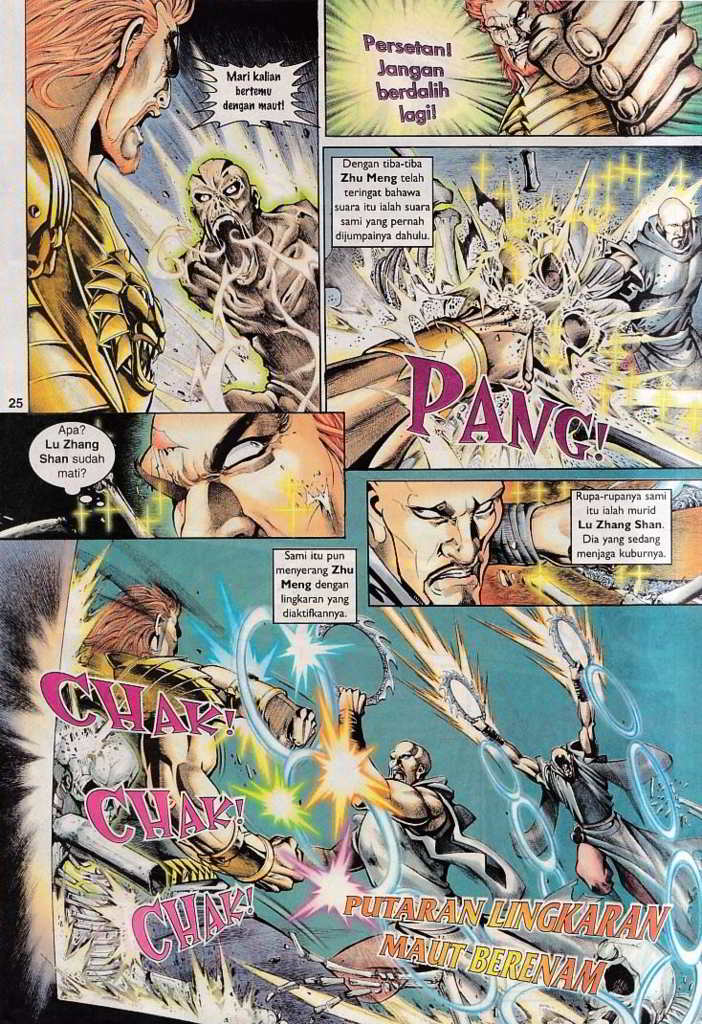 Mari kalian
bertemu
dengan maut!
Persetan!
Jangan
berdalih
lagi!
Dengan tiba-tiba
Zhu Meng telah
teringat bahawa
suara itu ialah suara
sami yang pernah
dijumpainya dahulu.
PANG!
25
Apa?
Lu Zhang
Shan sudah
mati?
Rupa-rupanya sami
itu ialah murid
Lu Zhang Shan.
Dia yang sedang
menjaga kuburnya.
Sami itu pun
menyerang Zhu
Meng dengan
lingkaran yang
diaktifkannya.
CHAK!
CHAK!
CHAK!
PUTARAN LINGKARAN
MAUT BERENAM